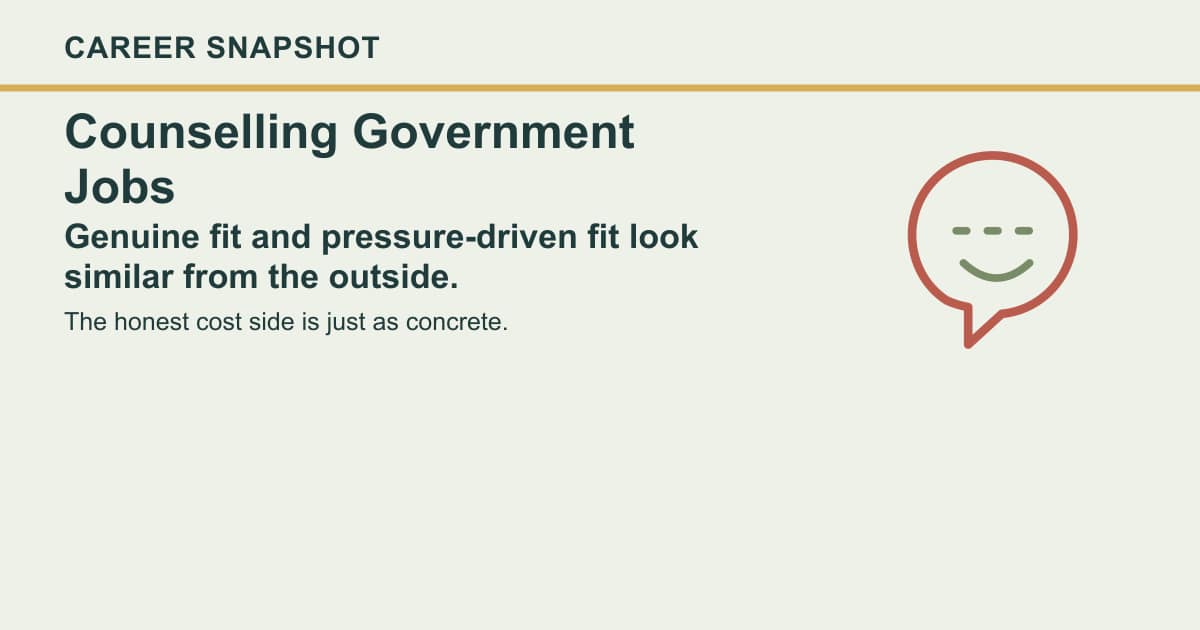 CAREER SNAPSHOT
Counselling Government
Jobs
Genuine fit and pressure-driven fit look
similar from the outside.
The honest cost side is just as concrete.